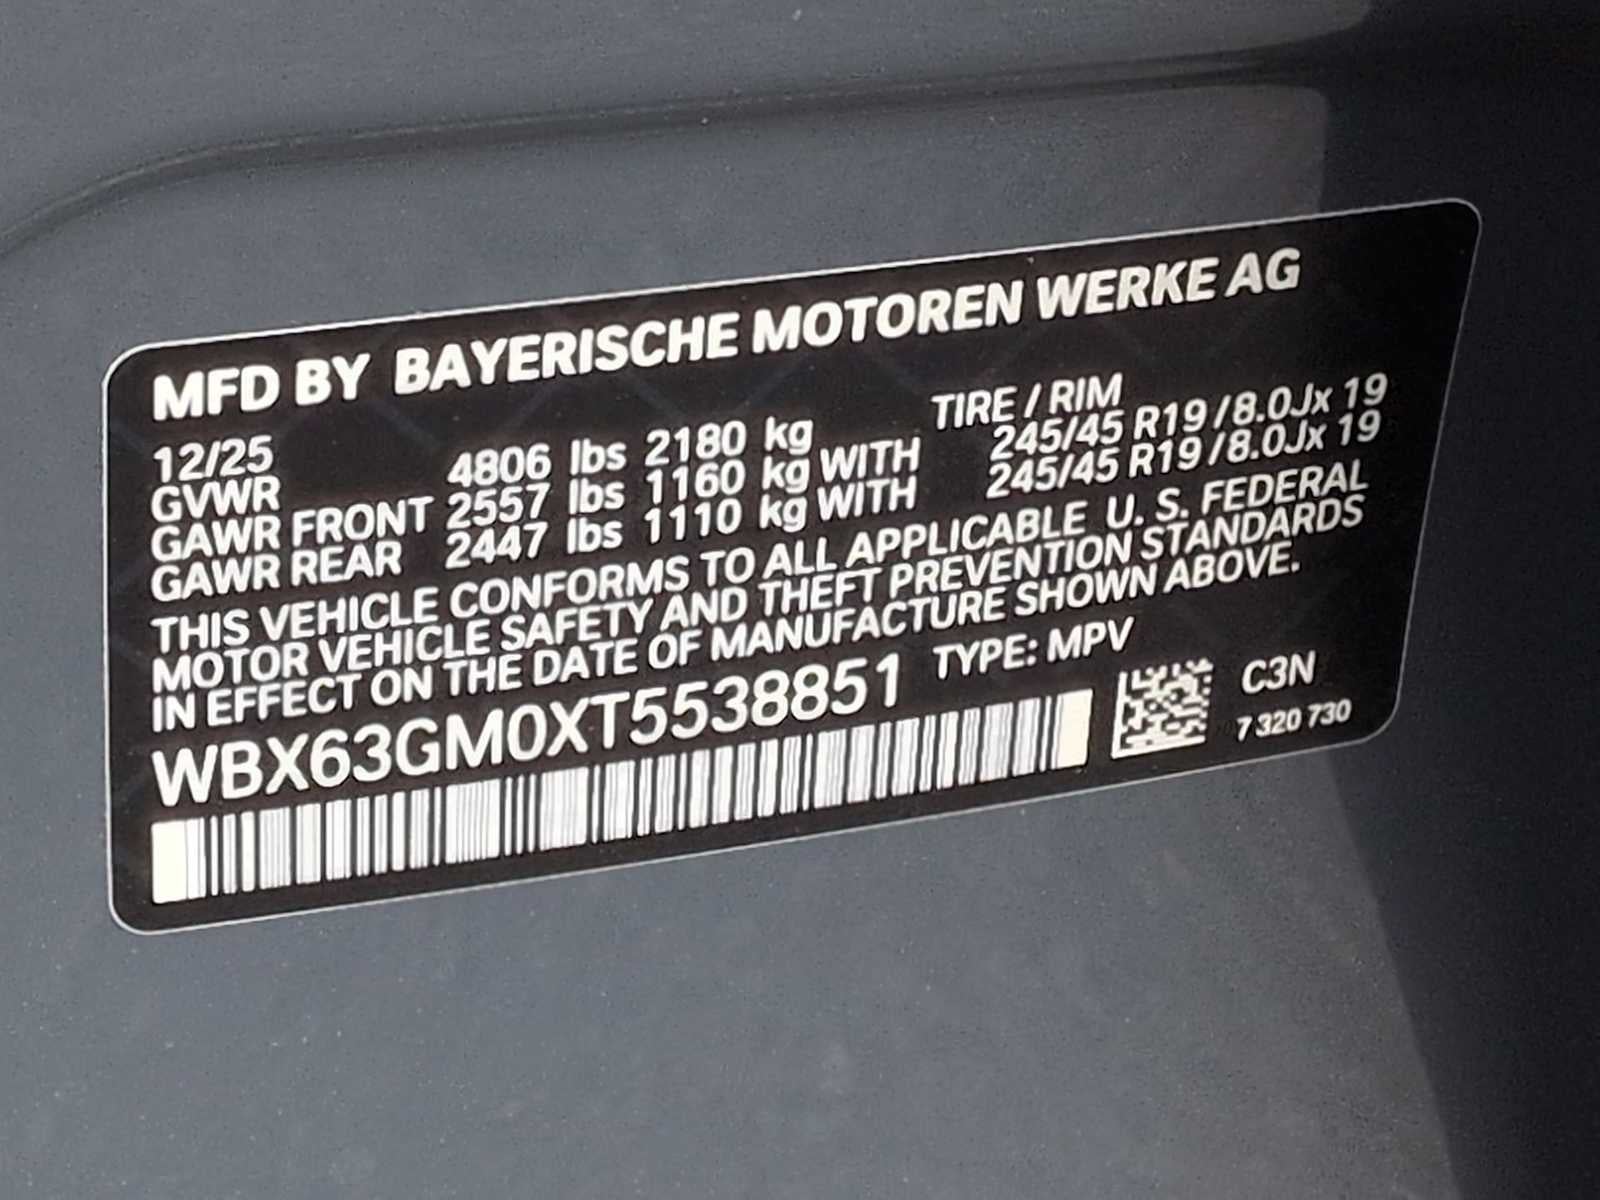 MFD BY BAYERISCHE MOTOREN WERKE AG
12/25 TIRE / RIM
GVWR 4806 lbs 2180 kg
GAWR FRONT 2557 lbs 1160 kg WITH 245/45 R19 / 8.0Jx 19
GAWR REAR 2447 lbs 1110 kg WITH 245/45 R19 / 8.0Jx 19
THIS VEHICLE CONFORMS TO ALL APPLICABLE U. S. FEDERAL
MOTOR VEHICLE SAFETY AND THEFT PREVENTION STANDARDS
IN EFFECT ON THE DATE OF MANUFACTURE SHOWN ABOVE.
WBX63GM0XT5538851 TYPE: MPV
C3N
7 320 730